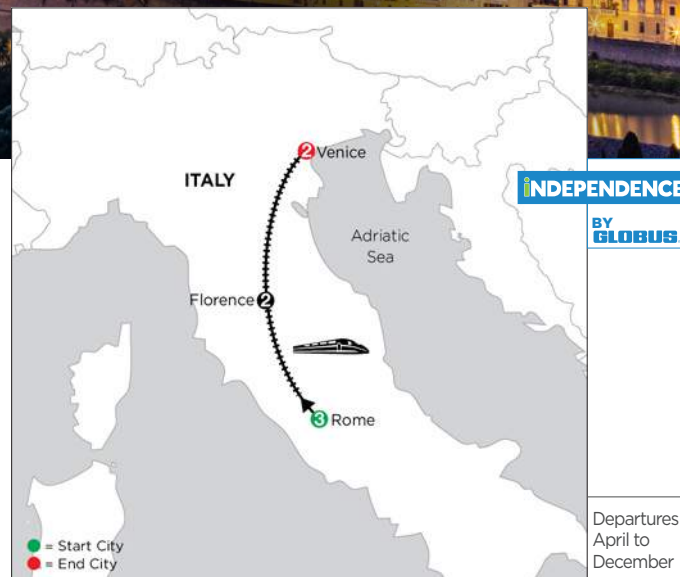 2 Venice
ITALY
iNDEPENDENCE
BY
GLOBUS.
Adriatic
Sea
Florence 2
3 Rome
= Start City
= End City
Departures
April to
December